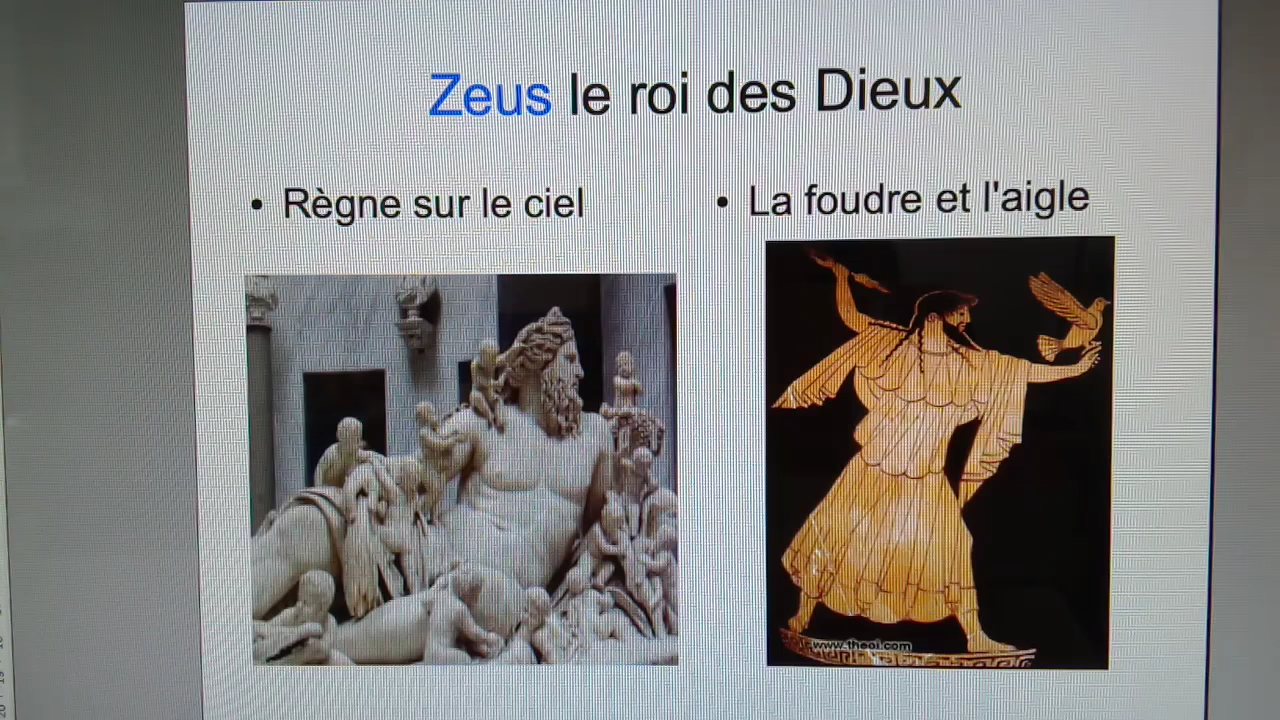 Zeus le roi des Dieux
• Règne sur le ciel
• La foudre et l'aigle
www.theoi.com